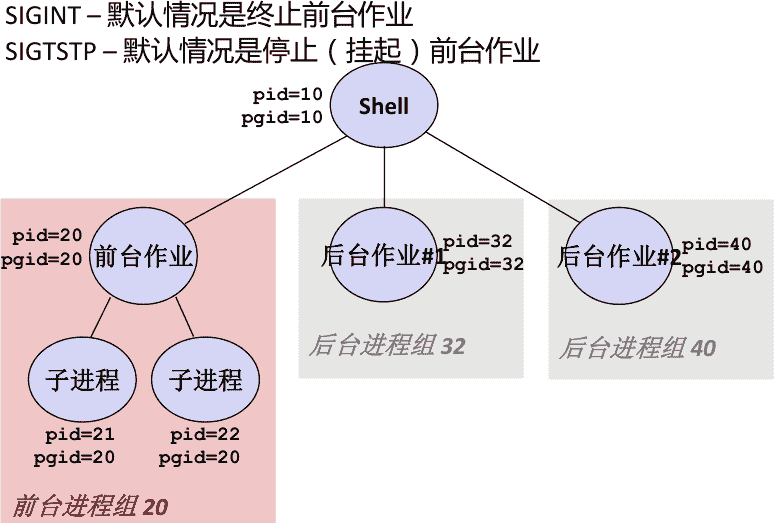 SIGINT – 默认情况是终止前台作业
SIGTSTP – 默认情况是停止（挂起）前台作业
pid=10
pgid=10
Shell
pid=20
pgid=20
前台作业
后台作业#1
pid=32
pgid=32
后台作业#2
pid=40
pgid=40
子进程
子进程
pid=21
pgid=20
pid=22
pgid=20
后台进程组 32
后台进程组 40
前台进程组 20